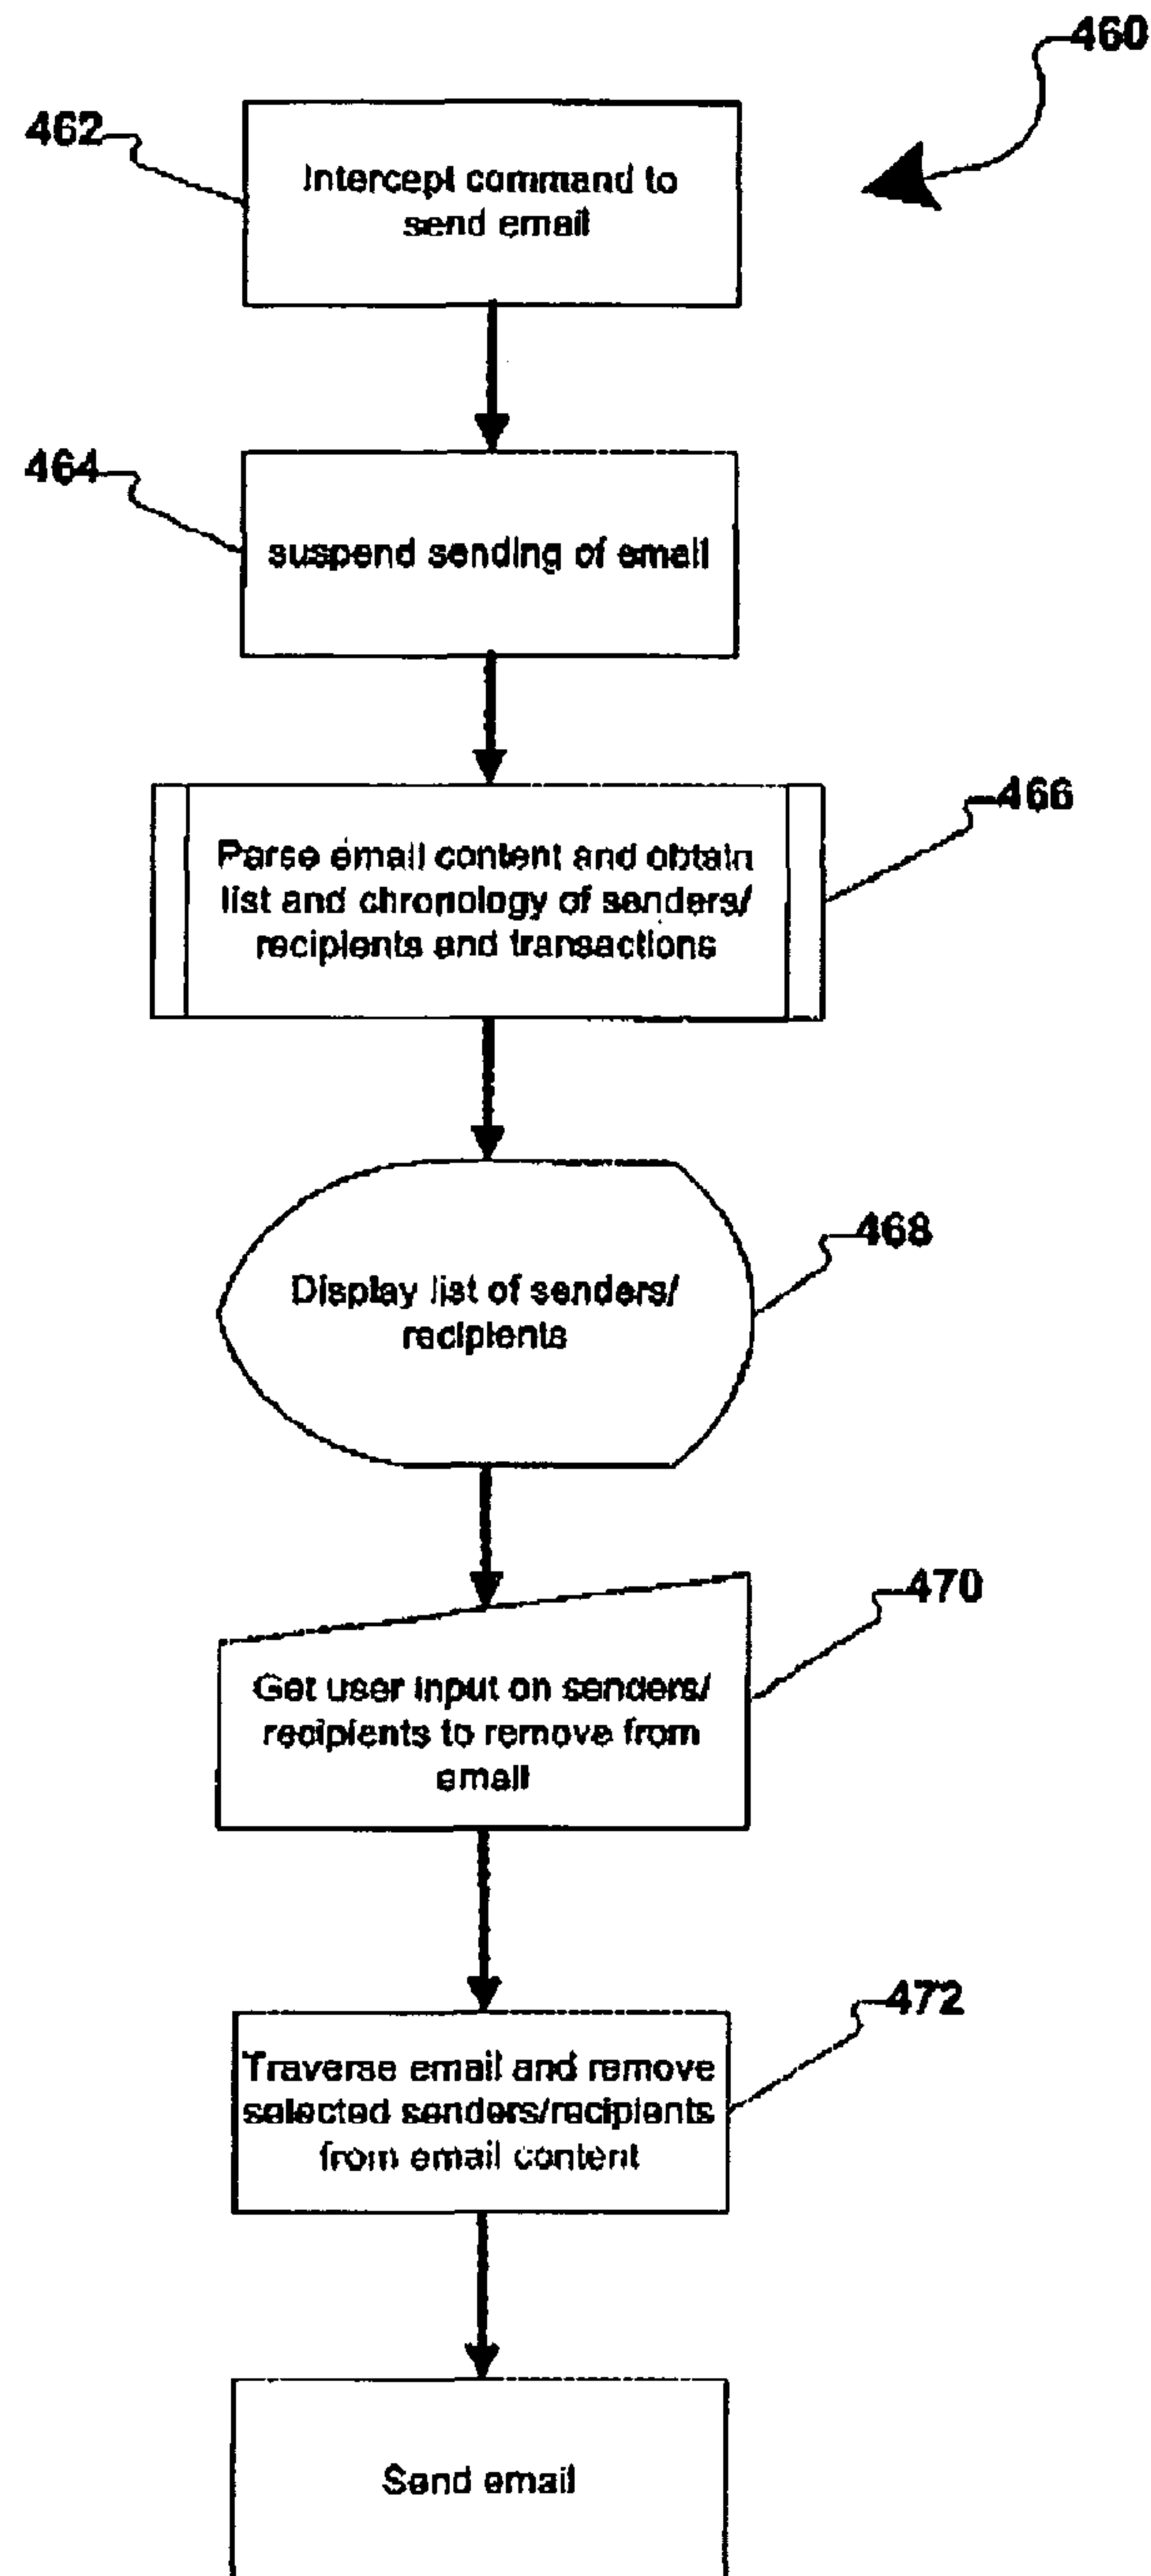 460
462
Intercept command to
send email
464
suspend sending of email
466
Parse email content and obtain
list and chronology of senders/
recipients and transactions
468
Display list of senders/
recipients
470
Get user input on senders/
recipients to remove from
email
472
Traverse email and remove
selected senders/recipients
from email content
Send email